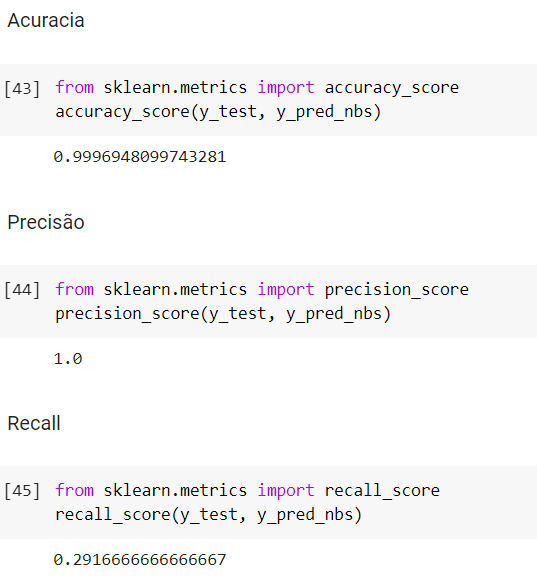 Acuracia
[43] from sklearn.metrics import accuracy_score
accuracy_score(y_test, y_pred_nbs)
0.9996948099743281
Precisão
[44] from sklearn.metrics import precision_score
precision_score(y_test, y_pred_nbs)
1.0
Recall
[45] from sklearn.metrics import recall_score
recall_score(y_test, y_pred_nbs)
0.2916666666666667